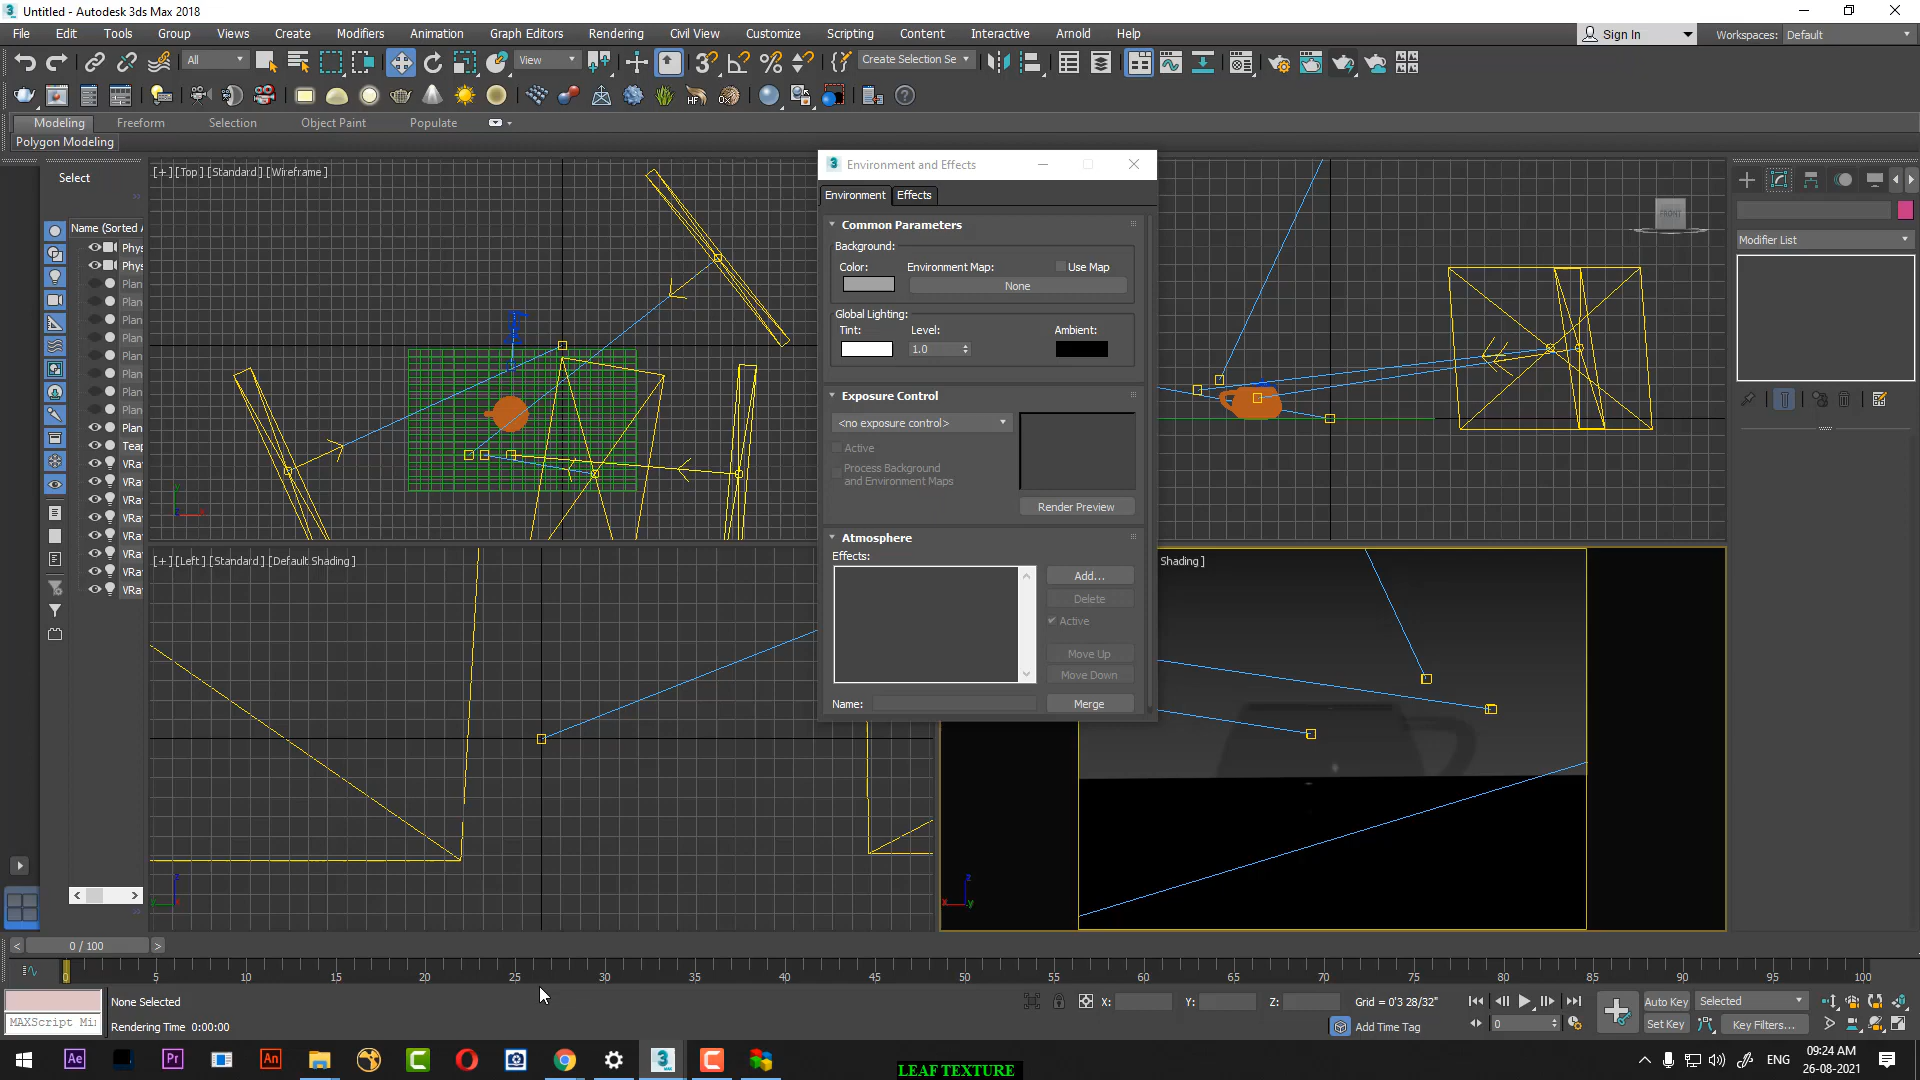 Untitled - Autodesk 3ds Max 2018
File Edit Tools Group Views Create Modifiers Animation Graph Editors Rendering Civil View Customize Scripting Content Interactive Arnold Help
Sign In Workspaces: Default
All View Create Selection Se
Modeling Freeform Selection Object Paint Populate
Polygon Modeling
Select
Name (Sorted A
Phys
Phys
Plan
Plan
Plan
Plan
Plan
Plan
Plan
Plan
Plan
Teap
VRa
VRa
VRa
VRa
VRa
VRa
VRa
VRa
[+] [Top] [Standard] [Wireframe]
[+] [Left] [Standard] [Default Shading]
Shading]
FRONT
Modifier List
Environment and Effects
Environment Effects
Common Parameters
Background:
Color: Environment Map: Use Map
None
Global Lighting:
Tint: Level: Ambient:
1.0
Exposure Control
<no exposure control>
Active
Process Background
and Environment Maps
Render Preview
Atmosphere
Effects:
Add...
Delete
Active
Move Up
Move Down
Name: Merge
0 / 100
0 5 10 15 20 25 30 35 40 45 50 55 60 65 70 75 80 85 90 95 100
None Selected
X: Y: Z: Grid = 0'3 28/32"
Auto Key Selected
MAXScript Mi
Rendering Time 0:00:00
Add Time Tag
0
Set Key Key Filters...
Ae Pr An
LEAF TEXTURE
ENG
09:24 AM
26-08-2021